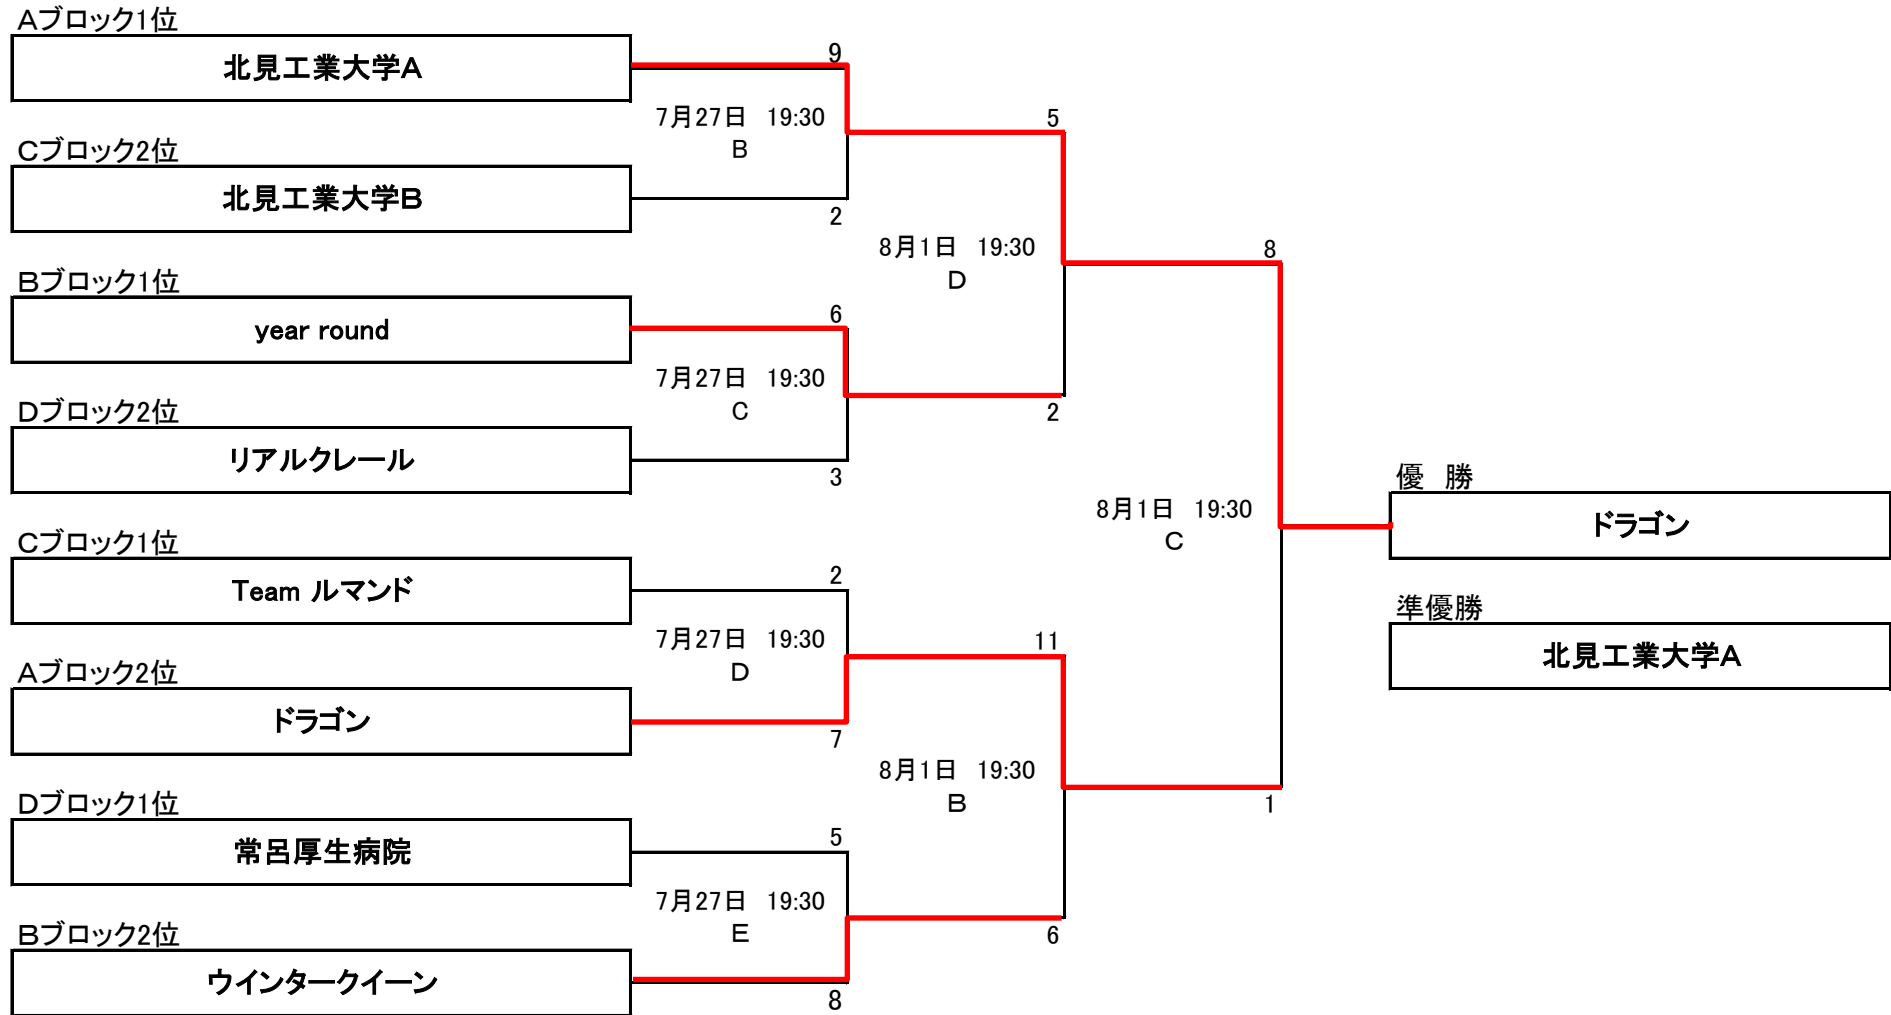 Aブロック1位
北見工業大学A
9
7月27日 19:30
B
Cブロック2位
北見工業大学B
2
5
8月1日 19:30
D
Bブロック1位
year round
6
7月27日 19:30
C
Dブロック2位
リアルクレール
3
2
8
8月1日 19:30
C
Cブロック1位
Team ルマンド
2
7月27日 19:30
D
Aブロック2位
ドラゴン
7
11
8月1日 19:30
B
Dブロック1位
常呂厚生病院
5
7月27日 19:30
E
Bブロック2位
ウインタークイーン
8
6
1
優 勝
ドラゴン
準優勝
北見工業大学A